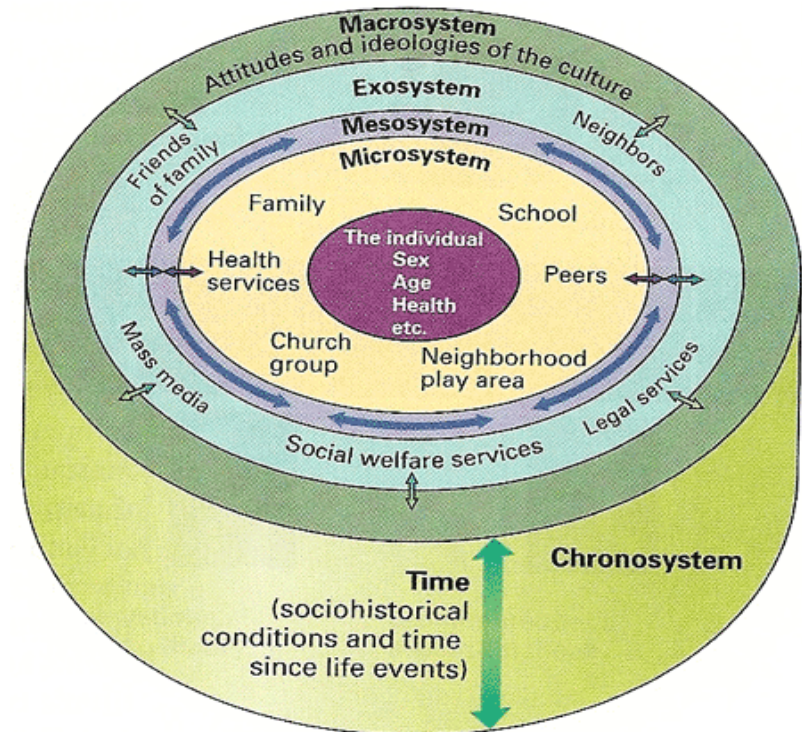 Macrosystem
Attitudes and ideologies of the culture
Exosystem
Mesosystem
Microsystem
Friends
of family
Neighbors
Family
School
The individual
Sex
Age
Health
etc.
Health
services
Peers
Church
group
Neighborhood
play area
Mass media
Legal services
Social welfare services
Chronosystem
Time
(sociohistorical
conditions and time
since life events)